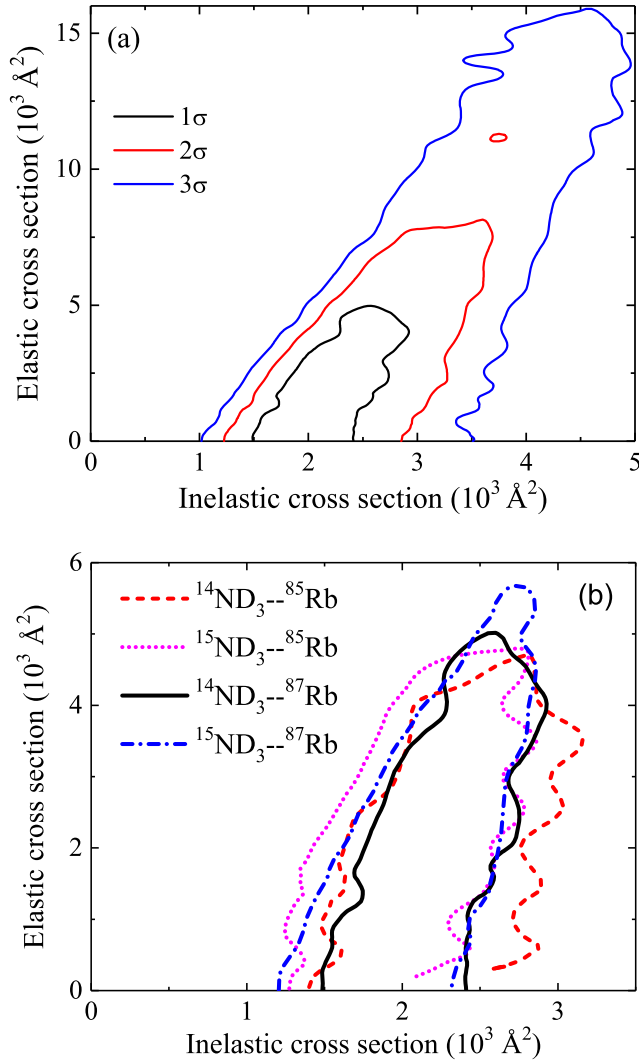 (a)
15
10
5
0
Elastic cross section (10³ Å²)
1σ
2σ
3σ
0 1 2 3 4 5
Inelastic cross section (10³ Å²)
(b)
6
4
2
0
Elastic cross section (10³ Å²)
¹⁴ND₃--⁸⁵Rb
¹⁵ND₃--⁸⁵Rb
¹⁴ND₃--⁸⁷Rb
¹⁵ND₃--⁸⁷Rb
0 1 2 3
Inelastic cross section (10³ Å²)